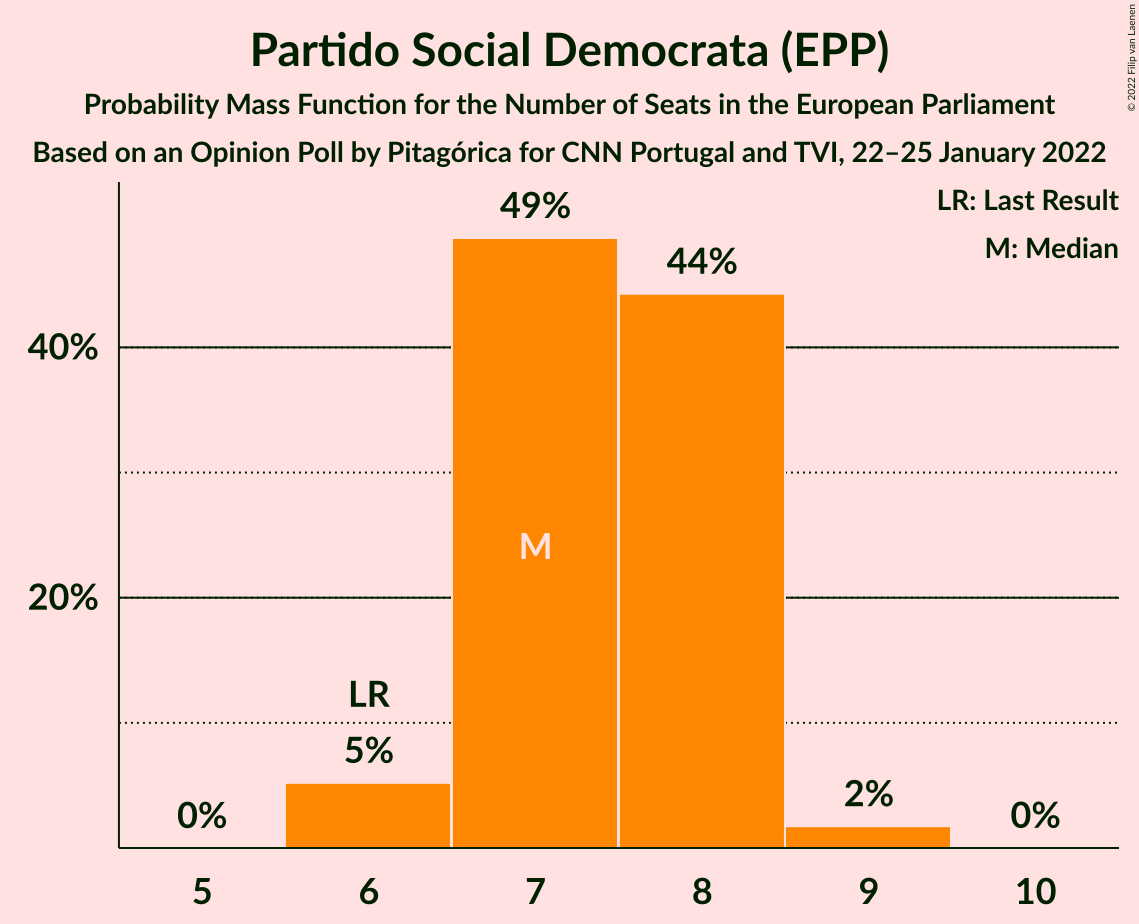 Partido Social Democrata (EPP)
Probability Mass Function for the Number of Seats in the European Parliament
Based on an Opinion Poll by Pitagórica for CNN Portugal and TVI, 22–25 January 2022
© 2022 Filip van Laenen
LR: Last Result
M: Median
49%
44%
40%
M
20%
LR
5%
2%
0%
0%
5 6 7 8 9 10